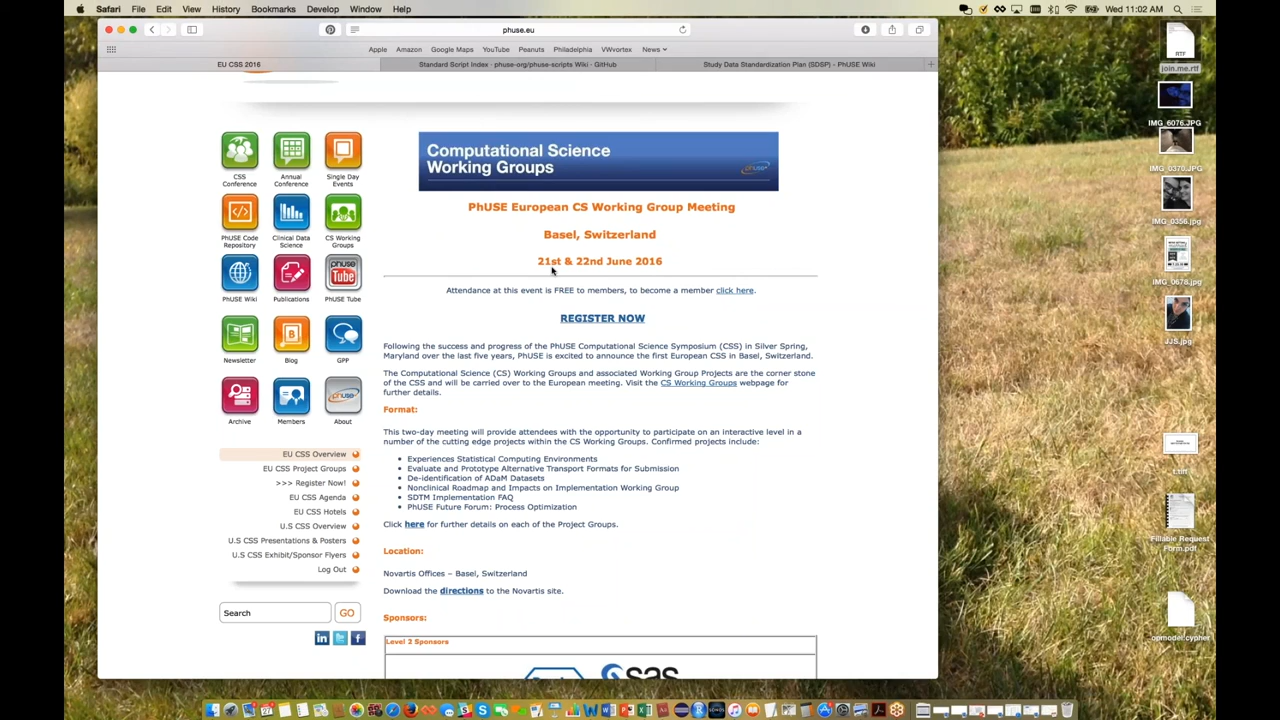 Safari File Edit View History Bookmarks Develop Window Help
Wed 11:02 AM
phuse.eu
Apple Amazon Google Maps YouTube Peanuts Philadelphia VWvortex News
EU CSS 2016
Standard Script Index · phuse-org/phuse-scripts Wiki · GitHub
Study Data Standardization Plan (SDSP) - PhUSE Wiki
CSS Conference
Annual Conference
Single Day Events
PhUSE Code Repository
Clinical Data Science
CS Working Groups
PhUSE Wiki
Publications
phuse Tube
PhUSE Tube
Newsletter
Blog
GPP
Archive
Members
phuse
About
EU CSS Overview
EU CSS Project Groups
>>> Register Now!
EU CSS Agenda
EU CSS Hotels
U.S CSS Overview
U.S CSS Presentations & Posters
U.S CSS Exhibit/Sponsor Flyers
Log Out
Search
GO
Computational Science
Working Groups
phuse
PhUSE European CS Working Group Meeting
Basel, Switzerland
21st & 22nd June 2016
Attendance at this event is FREE to members, to become a member click here.
REGISTER NOW
Following the success and progress of the PhUSE Computational Science Symposium (CSS) in Silver Spring,
Maryland over the last five years, PhUSE is excited to announce the first European CSS in Basel, Switzerland.
The Computational Science (CS) Working Groups and associated Working Group Projects are the corner stone
of the CSS and will be carried over to the European meeting. Visit the CS Working Groups webpage for
further details.
Format:
This two-day meeting will provide attendees with the opportunity to participate on an interactive level in a
number of the cutting edge projects within the CS Working Groups. Confirmed projects include:
• Experiences Statistical Computing Environments
• Evaluate and Prototype Alternative Transport Formats for Submission
• De-identification of ADaM Datasets
• Nonclinical Roadmap and Impacts on Implementation Working Group
• SDTM Implementation FAQ
• PhUSE Future Forum: Process Optimization
Click here for further details on each of the Project Groups.
Location:
Novartis Offices – Basel, Switzerland
Download the directions to the Novartis site.
Sponsors:
Level 2 Sponsors
sas
RTF
join.me.rtf
IMG_6076.JPG
IMG_0370.JPG
IMG_0356.jpg
IMG_0678.jpg
JJS.jpg
t.tiff
Fillable Request
Form.pdf
opmodel.cypher